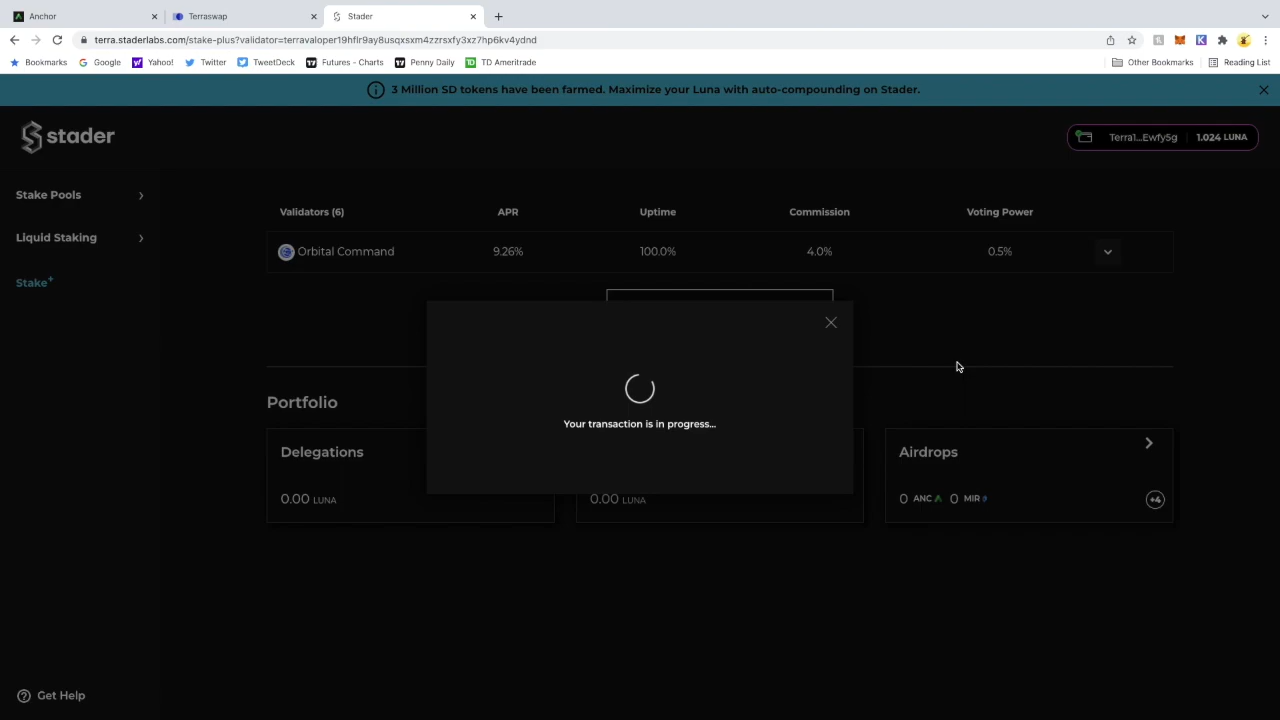 Anchor
Terraswap
Stader
terra.staderlabs.com/stake-plus?validator=terravaloper19hflr9ay8usqxsxm4zzrsxfy3xz7hp6kv4ydnd
Bookmarks
Google
Yahoo!
Twitter
TweetDeck
Futures - Charts
Penny Daily
TD Ameritrade
Other Bookmarks
Reading List
3 Million SD tokens have been farmed. Maximize your Luna with auto-compounding on Stader.
stader
Terra1...Ewfy5g 1.024 LUNA
Stake Pools
Liquid Staking
Stake+
Validators (6) APR Uptime Commission Voting Power
Orbital Command 9.26% 100.0% 4.0% 0.5%
Your transaction is in progress...
Portfolio
Delegations
0.00 LUNA
0.00 LUNA
Airdrops
0 ANC 0 MIR +4
Get Help